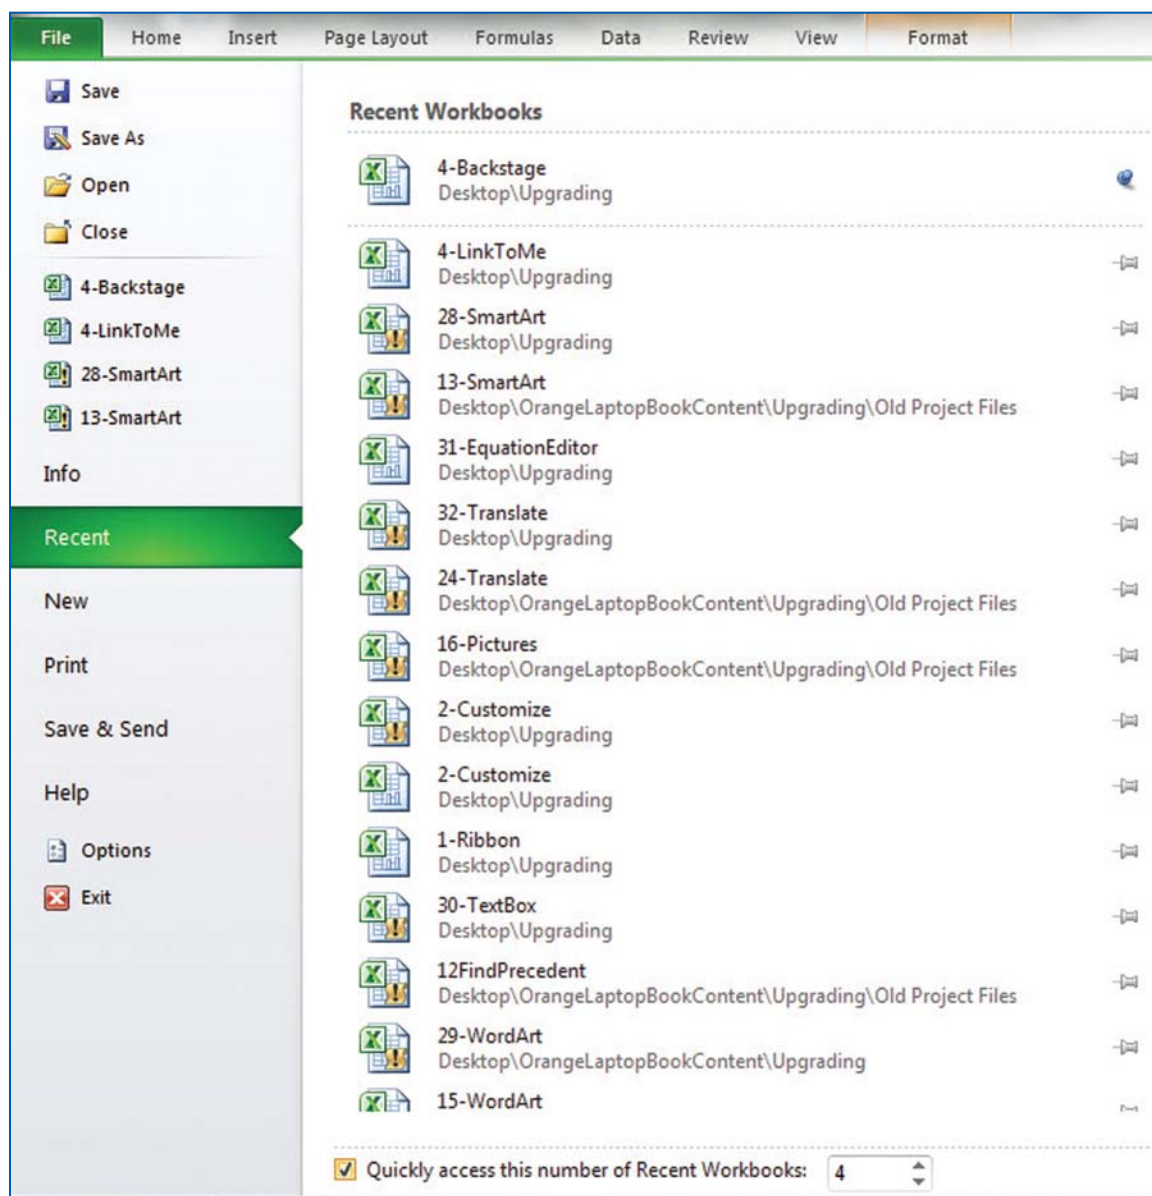 File Home Insert Page Layout Formulas Data Review View Format
Save
Save As
Open
Close
4-Backstage
4-LinkToMe
28-SmartArt
13-SmartArt
Info
Recent
New
Print
Save & Send
Help
Options
Exit
Recent Workbooks
4-Backstage
Desktop\Upgrading
4-LinkToMe
Desktop\Upgrading
28-SmartArt
Desktop\Upgrading
13-SmartArt
Desktop\OrangeLaptopBookContent\Upgrading\Old Project Files
31-EquationEditor
Desktop\Upgrading
32-Translate
Desktop\Upgrading
24-Translate
Desktop\OrangeLaptopBookContent\Upgrading\Old Project Files
16-Pictures
Desktop\OrangeLaptopBookContent\Upgrading\Old Project Files
2-Customize
Desktop\Upgrading
2-Customize
Desktop\Upgrading
1-Ribbon
Desktop\Upgrading
30-TextBox
Desktop\Upgrading
12FindPrecedent
Desktop\OrangeLaptopBookContent\Upgrading\Old Project Files
29-WordArt
Desktop\OrangeLaptopBookContent\Upgrading
15-WordArt
Quickly access this number of Recent Workbooks: 4